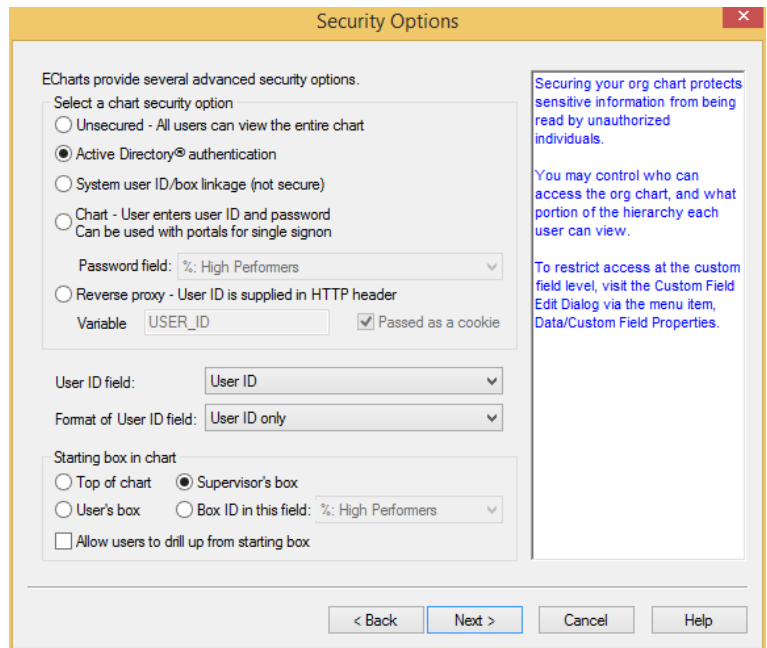 Security Options
ECharts provide several advanced security options.
Select a chart security option
Unsecured - All users can view the entire chart
Active Directory® authentication
System user ID/box linkage (not secure)
Chart - User enters user ID and password
Can be used with portals for single signon
Password field: %: High Performers
Reverse proxy - User ID is supplied in HTTP header
Variable USER_ID Passed as a cookie
User ID field: User ID
Format of User ID field: User ID only
Starting box in chart
Top of chart Supervisor's box
User's box Box ID in this field: %: High Performers
Allow users to drill up from starting box
Securing your org chart protects
sensitive information from being
read by unauthorized
individuals.
You may control who can
access the org chart, and what
portion of the hierarchy each
user can view.
To restrict access at the custom
field level, visit the Custom Field
Edit Dialog via the menu item,
Data/Custom Field Properties.
< Back Next > Cancel Help